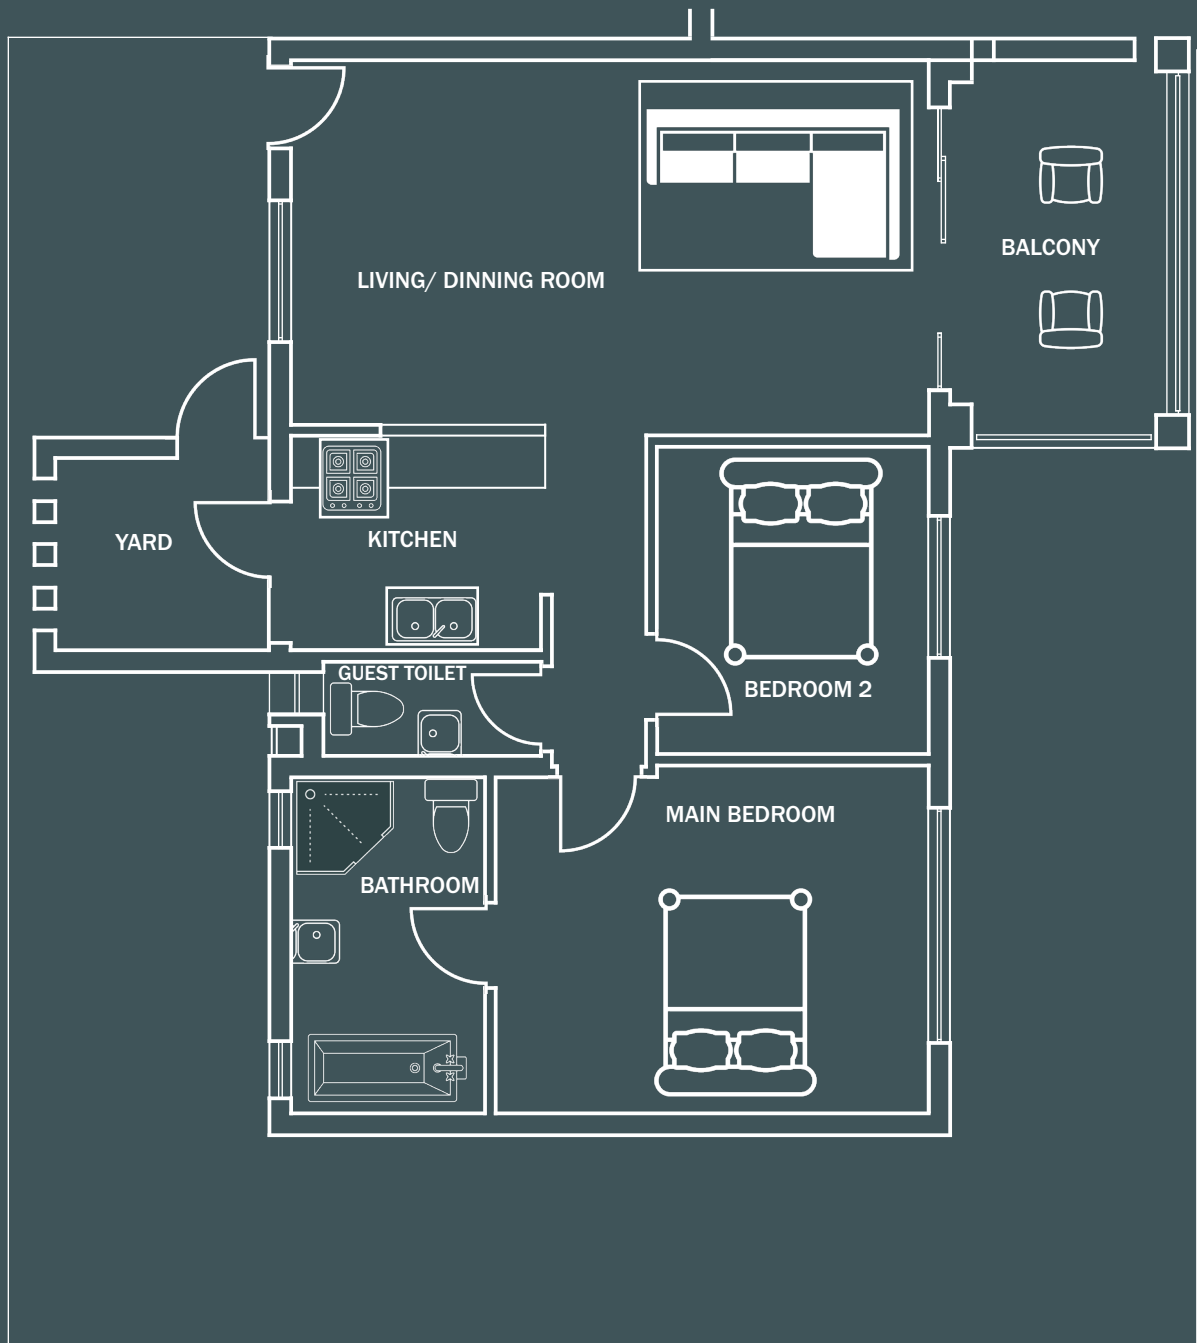 BALCONY
LIVING/ DINNING ROOM
YARD
KITCHEN
GUEST TOILET
BEDROOM 2
MAIN BEDROOM
BATHROOM